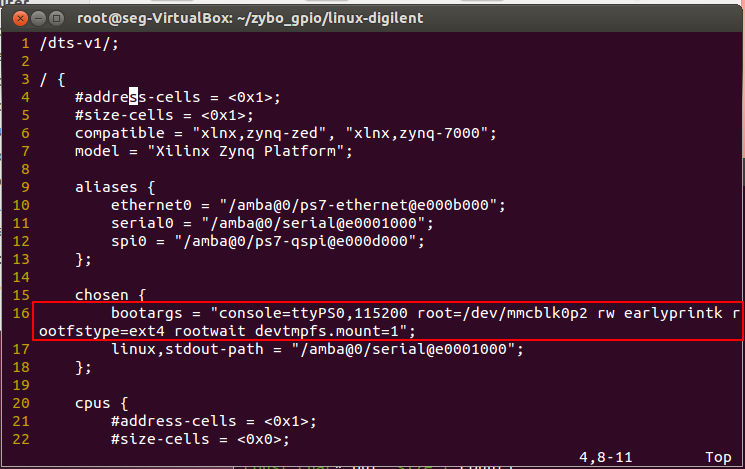 root@seg-VirtualBox: ~/zybo_gpio/linux-digilent
1 /dts-v1/;
2
3 / {
4 #address-cells = <0x1>;
5 #size-cells = <0x1>;
6 compatible = "xlnx,zynq-zed", "xlnx,zynq-7000";
7 model = "Xilinx Zynq Platform";
8
9 aliases {
10 ethernet0 = "/amba@0/ps7-ethernet@e000b000";
11 serial0 = "/amba@0/serial@e0001000";
12 spi0 = "/amba@0/ps7-qspi@e000d000";
13 };
14
15 chosen {
16 bootargs = "console=ttyPS0,115200 root=/dev/mmcblk0p2 rw earlyprintk r
ootfstype=ext4 rootwait devtmpfs.mount=1";
17 linux,stdout-path = "/amba@0/serial@e0001000";
18 };
19
20 cpus {
21 #address-cells = <0x1>;
22 #size-cells = <0x0>;
4,8-11 Top